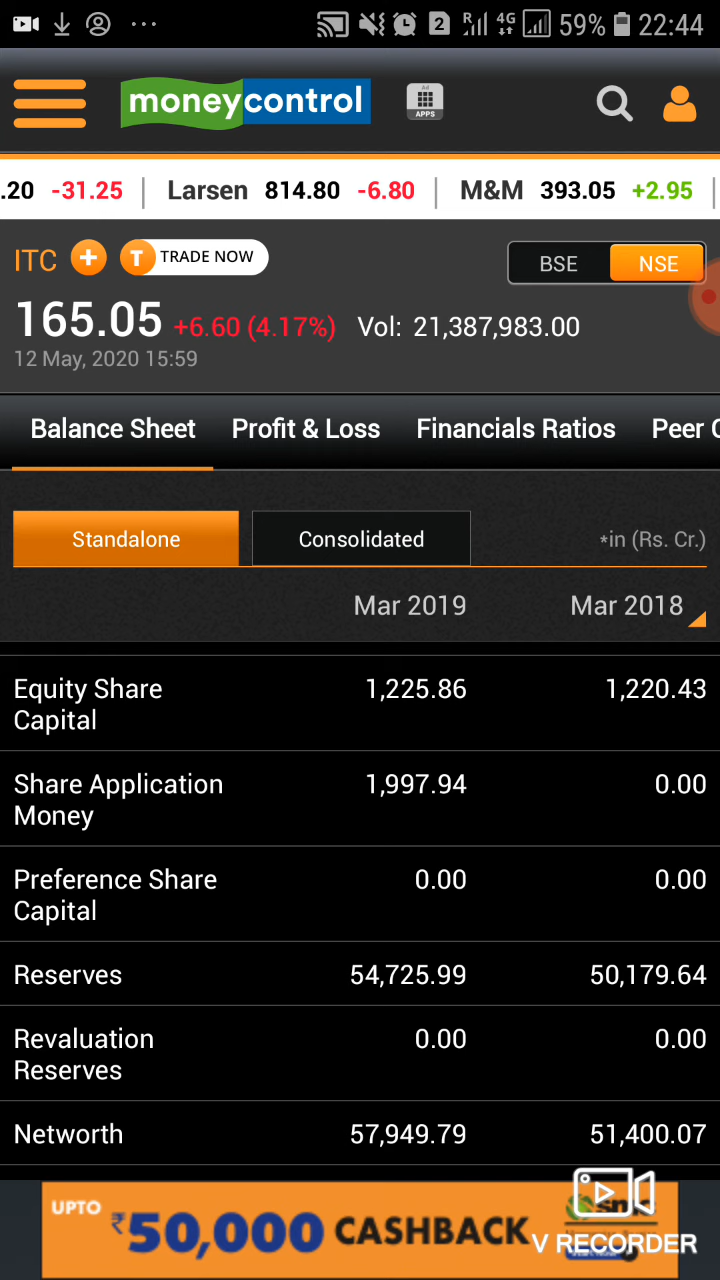 2 R 4G 59% 22:44
moneycontrol Ad APPS
.20 -31.25 | Larsen 814.80 -6.80 | M&M 393.05 +2.95 |
ITC + T TRADE NOW BSE NSE
165.05 +6.60 (4.17%) Vol: 21,387,983.00
12 May, 2020 15:59
Balance Sheet Profit & Loss Financials Ratios Peer
Standalone Consolidated *in (Rs. Cr.)
Mar 2019 Mar 2018
Equity Share 1,225.86 1,220.43
Capital
Share Application 1,997.94 0.00
Money
Preference Share 0.00 0.00
Capital
Reserves 54,725.99 50,179.64
Revaluation 0.00 0.00
Reserves
Networth 57,949.79 51,400.07
UPTO ₹50,000 CASHBACK
V RECORDER